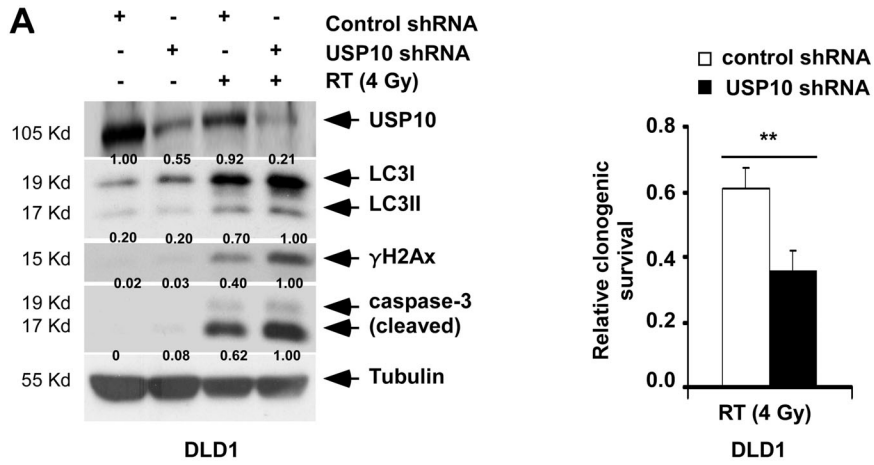 A
+ - + - Control shRNA
- + - + USP10 shRNA
- - + + RT (4 Gy)
105 Kd USP10
1.00 0.55 0.92 0.21
19 Kd LC3I
17 Kd LC3II
0.20 0.20 0.70 1.00
15 Kd γH2Ax
0.02 0.03 0.40 1.00
19 Kd caspase-3
17 Kd (cleaved)
0 0.08 0.62 1.00
55 Kd Tubulin
DLD1
control shRNA
USP10 shRNA
0.8
**
0.6
0.4
0.2
0.0
Relative clonogenic
survival
RT (4 Gy)
DLD1